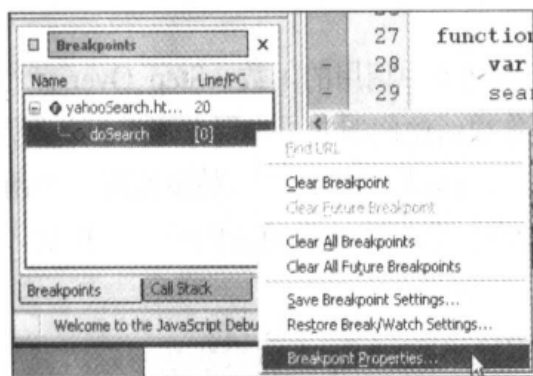 Breakpoints x
Name Line/PC
yahooSearch.ht... 20
doSearch [0]
Breakpoints Call Stack
Welcome to the JavaScript Debu
27 function
28 var
29 sear
Find URL
Clear Breakpoint
Clear Future Breakpoint
Clear All Breakpoints
Clear All Future Breakpoints
Save Breakpoint Settings...
Restore Break/Watch Settings...
Breakpoint Properties...